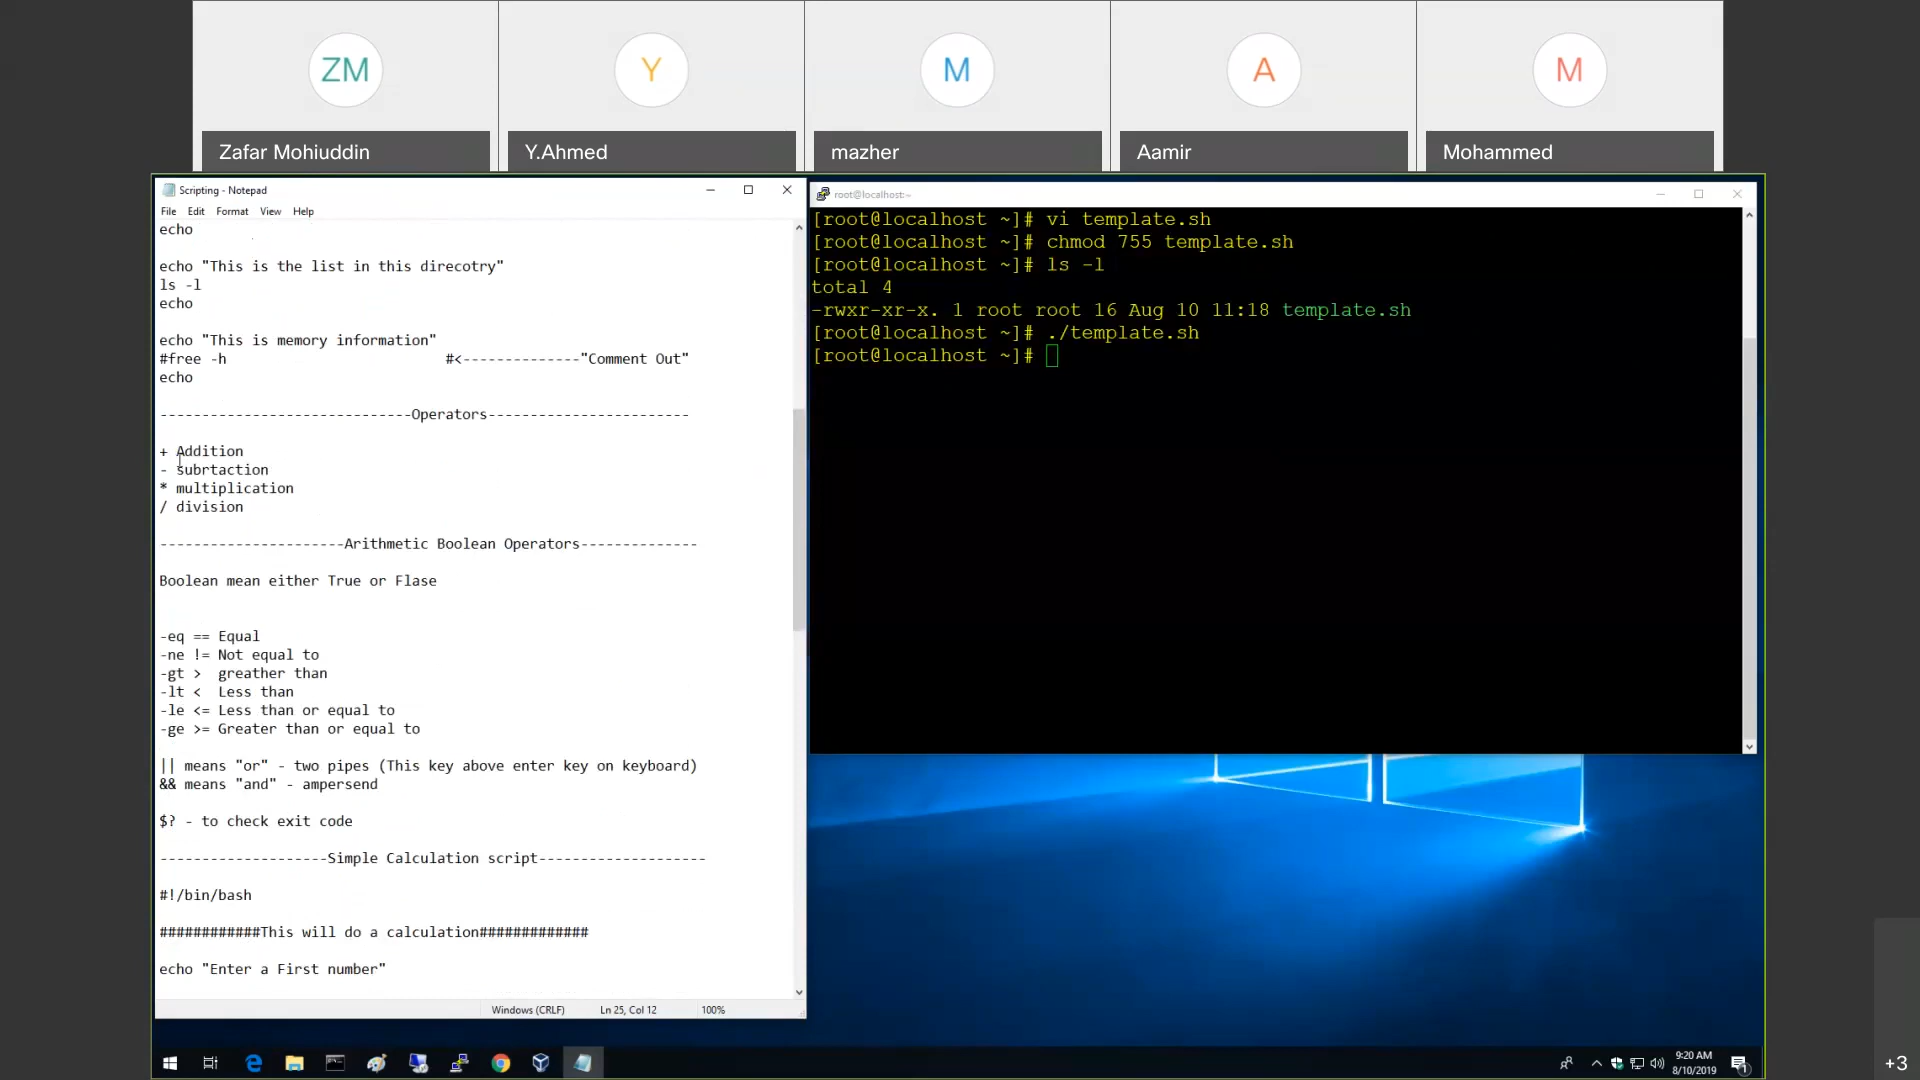 ZM
Y
M
A
M
Zafar Mohiuddin
Y.Ahmed
mazher
Aamir
Mohammed
Scripting - Notepad
File Edit Format View Help
echo
echo "This is the list in this direcotry"
ls -l
echo
echo "This is memory information"
#free -h #<--------------"Comment Out"
echo
------------------------------Operators------------------------
+ Addition
- subrtaction
* multiplication
/ division
----------------------Arithmetic Boolean Operators--------------
Boolean mean either True or Flase
-eq == Equal
-ne != Not equal to
-gt > greather than
-lt < Less than
-le <= Less than or equal to
-ge >= Greater than or equal to
|| means "or" - two pipes (This key above enter key on keyboard)
&& means "and" - ampersend
$? - to check exit code
--------------------Simple Calculation script--------------------
#!/bin/bash
############This will do a calculation#############
echo "Enter a First number"
Windows (CRLF) Ln 25, Col 12 100%
root@localhost:~
[root@localhost ~]# vi template.sh
[root@localhost ~]# chmod 755 template.sh
[root@localhost ~]# ls -l
total 4
-rwxr-xr-x. 1 root root 16 Aug 10 11:18 template.sh
[root@localhost ~]# ./template.sh
[root@localhost ~]#
9:20 AM
8/10/2019
1
+3